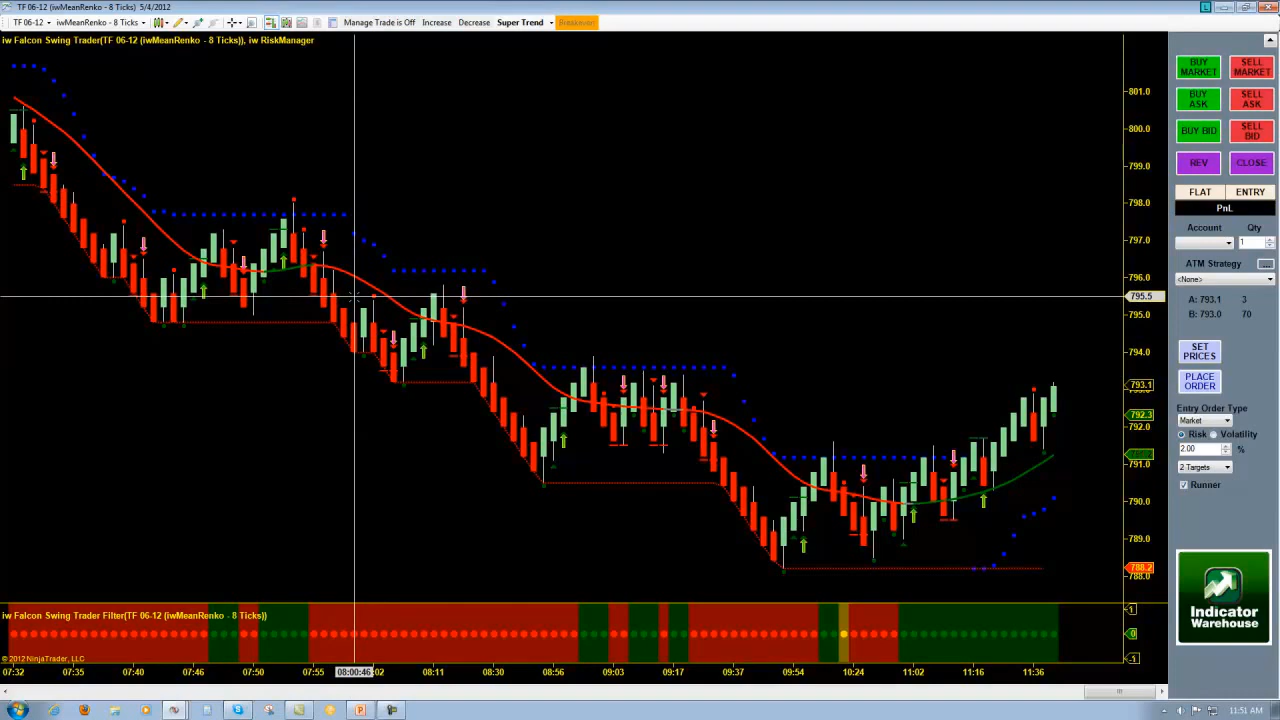 TF 06-12 (iwMeanRenko - 8 Ticks) 5/4/2012
TF 06-12 iwMeanRenko - 8 Ticks Manage Trade is Off Increase Decrease Super Trend Breakeven
iw Falcon Swing Trader(TF 06-12 (iwMeanRenko - 8 Ticks)), iw RiskManager
801.0
800.0
799.0
798.0
797.0
796.0
795.5
795.0
794.0
793.1
792.3
792.0
791.0
790.0
789.0
788.2
788.0
BUY MARKET
SELL MARKET
BUY ASK
SELL ASK
BUY BID
SELL BID
REV
CLOSE
FLAT
ENTRY
PnL
Account Qty
1
ATM Strategy
...
<None>
A: 793.1 3
B: 793.0 70
SET PRICES
PLACE ORDER
Entry Order Type
Market
Risk Volatility
2.00 %
2 Targets
Runner
Indicator
Warehouse
iw Falcon Swing Trader Filter(TF 06-12 (iwMeanRenko - 8 Ticks))
1
0
-1
© 2012 NinjaTrader, LLC
07:32 07:35 07:40 07:47 07:50 07:55 08:00:46 :02 08:11 08:30 08:56 09:03 09:17 09:37 09:54 10:24 11:02 11:16 11:36
11:51 AM